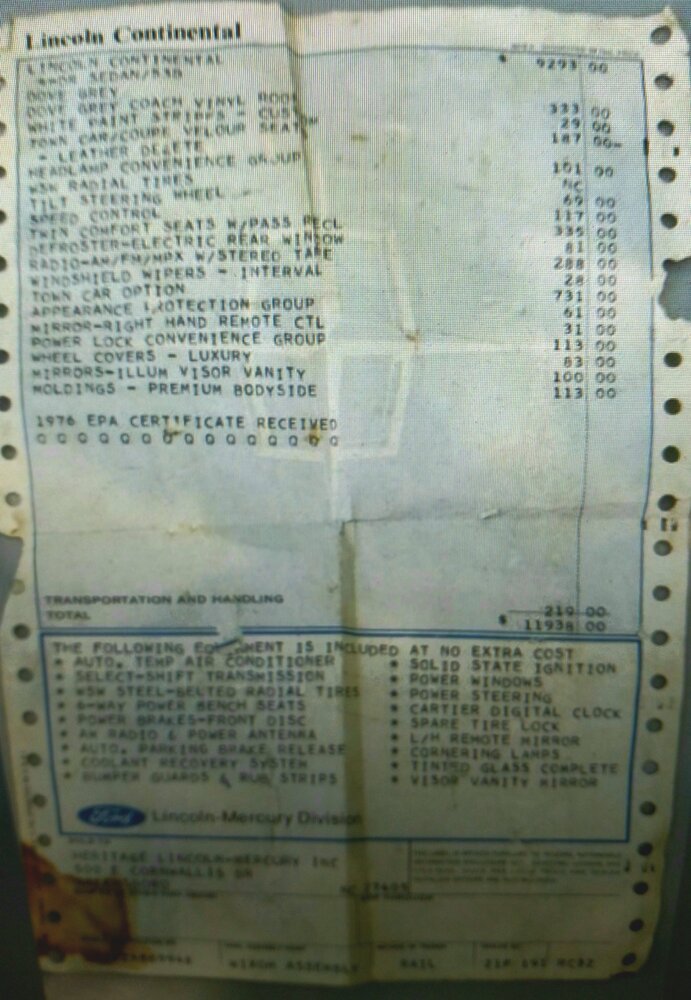 Lincoln Continental
LINCOLN CONTINENTAL $ 9293 00
4DOR SEDAN/53D
DOVE GREY
DOVE GREY COACH VINYL ROOF 333 00
WHITE PAINT STRIPES - CUSTOM 29 00
TOWN CAR/COUPE VELOUR SEATS 187 00-
- LEATHER DELETE
HEADLAMP CONVENIENCE GROUP 101 00
WSW RADIAL TIRES NC
TILT STEERING WHEEL 69 00
SPEED CONTROL 117 00
TWIN COMFORT SEATS W/PASS RECL 335 00
DEFROSTER-ELECTRIC REAR WINDOW 81 00
RADIO-AM/FM/MPX W/STEREO TAPE 288 00
WINDSHIELD WIPERS - INTERVAL 28 00
TOWN CAR OPTION 731 00
APPEARANCE PROTECTION GROUP 61 00
MIRROR-RIGHT HAND REMOTE CTL 31 00
POWER LOCK CONVENIENCE GROUP 113 00
WHEEL COVERS - LUXURY 83 00
MIRRORS-ILLUM VISOR VANITY 100 00
MOLDINGS - PREMIUM BODYSIDE 113 00
1976 EPA CERTIFICATE RECEIVED
TRANSPORTATION AND HANDLING 219 00
TOTAL $ 11938 00
THE FOLLOWING EQUIPMENT IS INCLUDED AT NO EXTRA COST
* AUTO. TEMP AIR CONDITIONER
* SELECT-SHIFT TRANSMISSION
* WSW STEEL-BELTED RADIAL TIRES
* 6-WAY POWER BENCH SEATS
* POWER BRAKES-FRONT DISC
* AM RADIO & POWER ANTENNA
* AUTO. PARKING BRAKE RELEASE
* COOLANT RECOVERY SYSTEM
* BUMPER GUARDS & RUB STRIPS
* SOLID STATE IGNITION
* POWER WINDOWS
* POWER STEERING
* CARTIER DIGITAL CLOCK
* SPARE TIRE LOCK
* L/H REMOTE MIRROR
* CORNERING LAMPS
* TINTED GLASS COMPLETE
* VISOR VANITY MIRROR
Ford Lincoln-Mercury Division
HERITAGE LINCOLN-MERCURY INC
E CORNWALLIS DR
NC
WIXOM ASSEMBLY RAIL